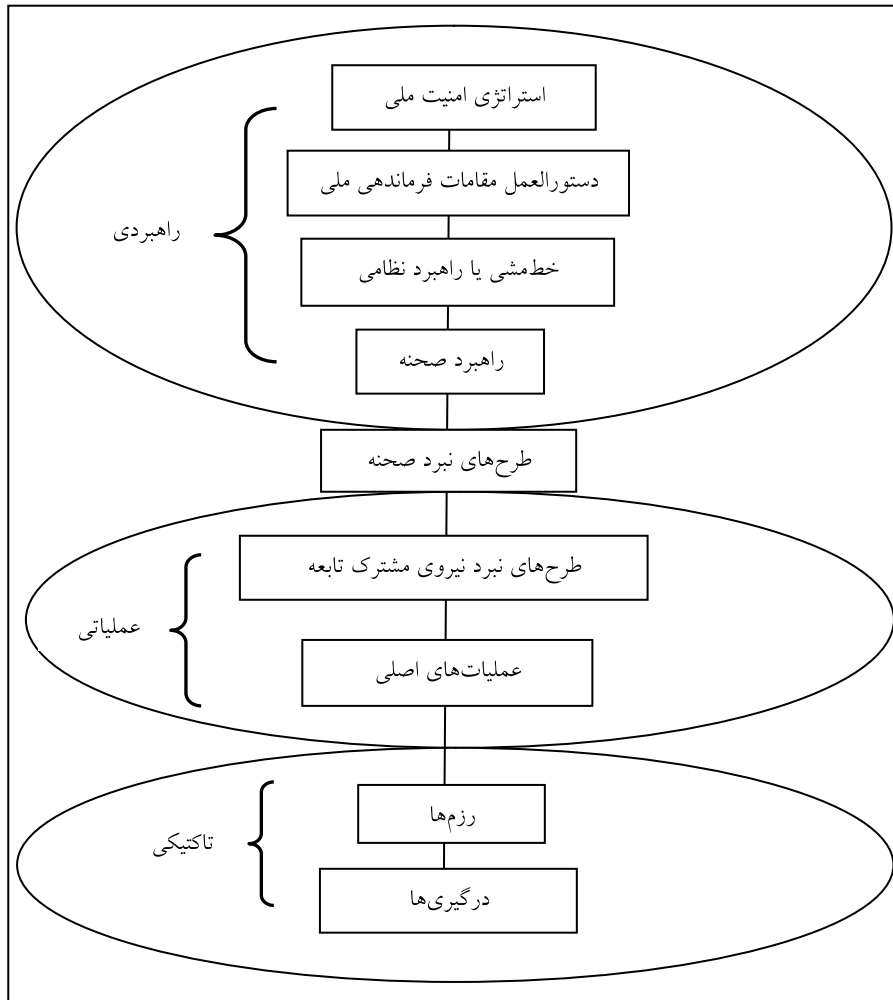 استراتژی امنیت ملی
دستورالعمل مقامات فرماندهی ملی
راهبردی
خط‌مشی یا راهبرد نظامی
راهبرد صحنه
طرح‌های نبرد صحنه
طرح‌های نبرد نیروی مشترک تابعه
عملیاتی
عملیات‌های اصلی
رزم‌ها
تاکتیکی
درگیری‌ها